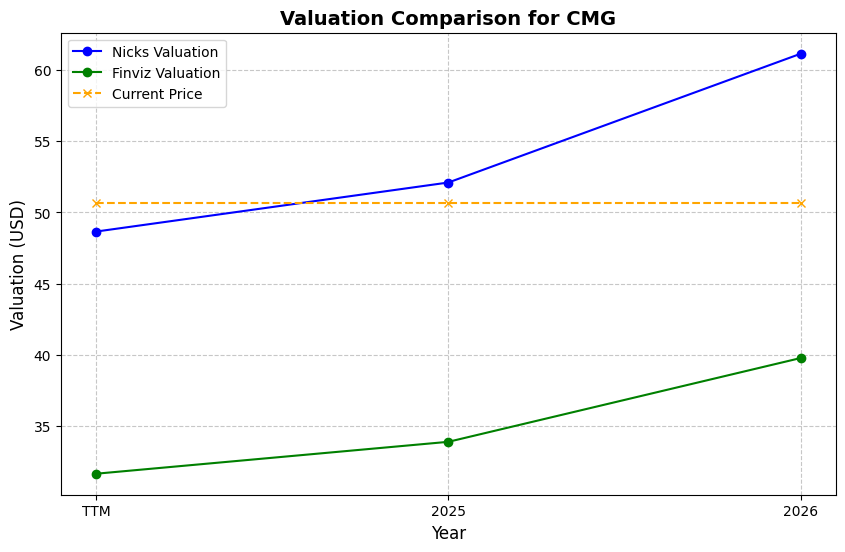 Valuation Comparison for CMG
Nicks Valuation
Finviz Valuation
Current Price
Valuation (USD)
60
55
50
45
40
35
TTM
2025
2026
Year